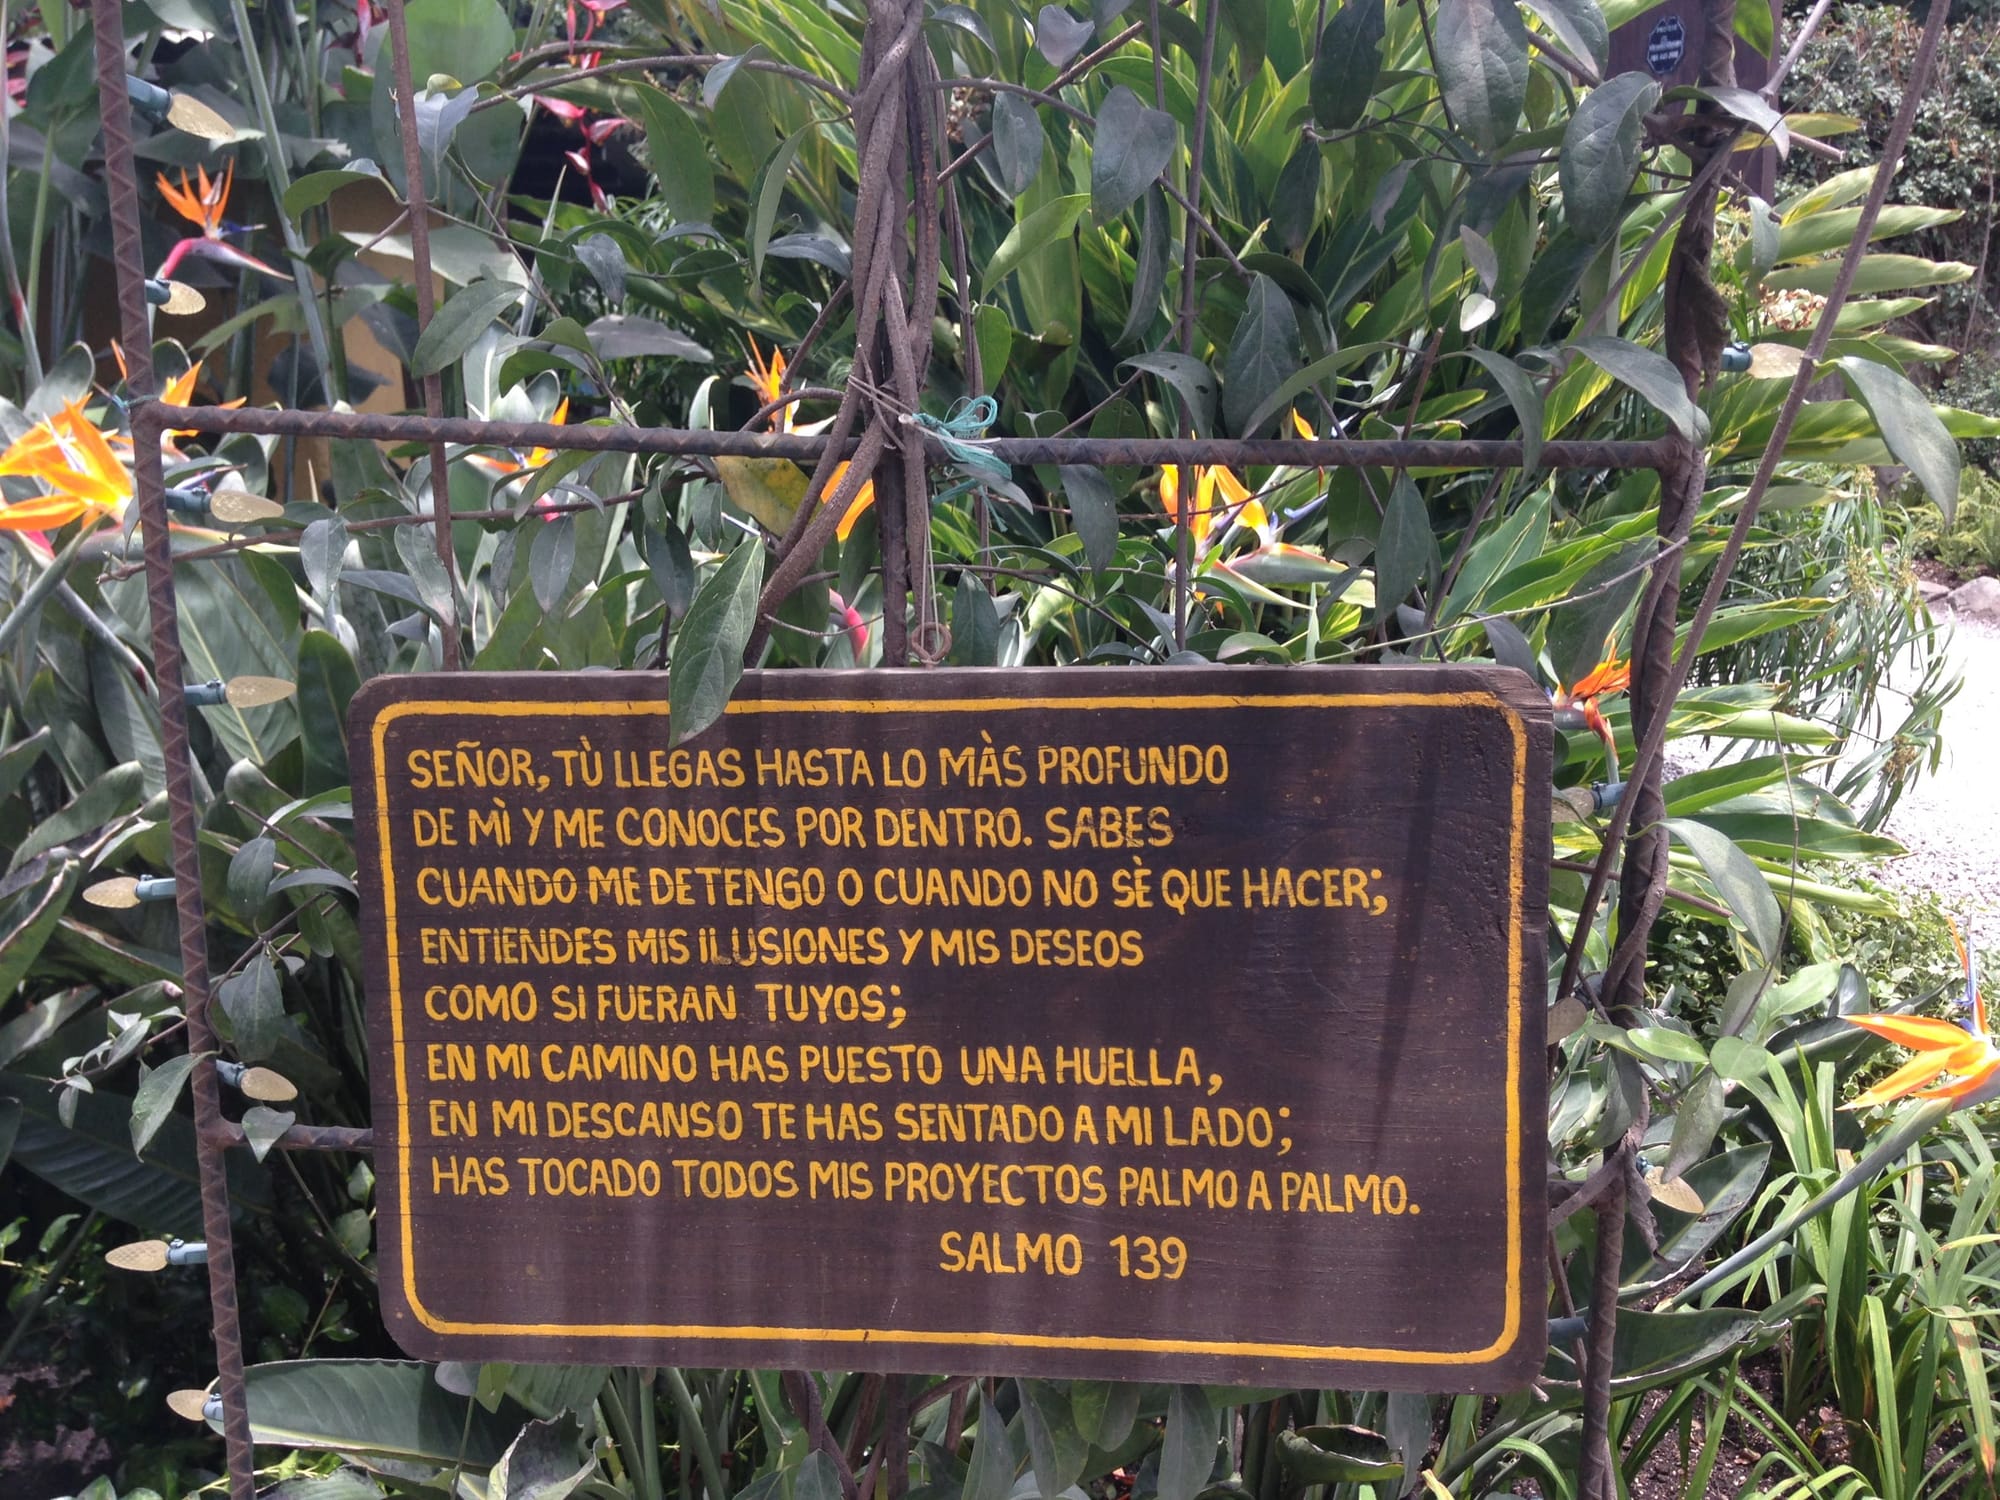 SEÑOR, TÙ LLEGAS HASTA LO MÀS PROFUNDO
DE MÌ Y ME CONOCES POR DENTRO. SABES
CUANDO ME DETENGO O CUANDO NO SÈ QUE HACER;
ENTIENDES MIS ILUSIONES Y MIS DESEOS
COMO SI FUERAN TUYOS;
EN MI CAMINO HAS PUESTO UNA HUELLA,
EN MI DESCANSO TE HAS SENTADO A MI LADO;
HAS TOCADO TODOS MIS PROYECTOS PALMO A PALMO.
SALMO 139